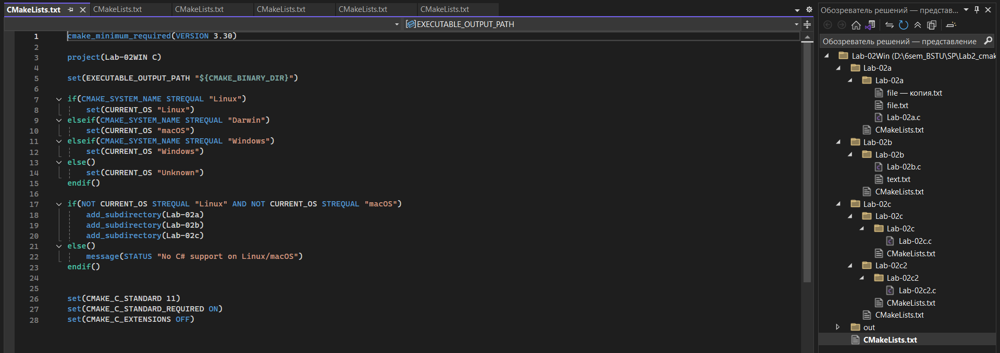 CMakeLists.txt
CMakeLists.txt
CMakeLists.txt
CMakeLists.txt
CMakeLists.txt
CMakeLists.txt
EXECUTABLE_OUTPUT_PATH
1 cmake_minimum_required(VERSION 3.30)
2
3 project(Lab-02WIN C)
4
5 set(EXECUTABLE_OUTPUT_PATH "${CMAKE_BINARY_DIR}")
6
7 if(CMAKE_SYSTEM_NAME STREQUAL "Linux")
8 set(CURRENT_OS "Linux")
9 elseif(CMAKE_SYSTEM_NAME STREQUAL "Darwin")
10 set(CURRENT_OS "macOS")
11 elseif(CMAKE_SYSTEM_NAME STREQUAL "Windows")
12 set(CURRENT_OS "Windows")
13 else()
14 set(CURRENT_OS "Unknown")
15 endif()
16
17 if(NOT CURRENT_OS STREQUAL "Linux" AND NOT CURRENT_OS STREQUAL "macOS")
18 add_subdirectory(Lab-02a)
19 add_subdirectory(Lab-02b)
20 add_subdirectory(Lab-02c)
21 else()
22 message(STATUS "No C# support on Linux/macOS")
23 endif()
24
25
26 set(CMAKE_C_STANDARD 11)
27 set(CMAKE_C_STANDARD_REQUIRED ON)
28 set(CMAKE_C_EXTENSIONS OFF)
Обозреватель решений — представ...
Обозреватель решений — представление
Lab-02Win (D:\6sem_BSTU\SP\Lab2_cmak
Lab-02a
Lab-02a
file — копия.txt
file.txt
Lab-02a.c
CMakeLists.txt
Lab-02b
Lab-02b
Lab-02b.c
text.txt
CMakeLists.txt
Lab-02c
Lab-02c
Lab-02c
Lab-02c.c
CMakeLists.txt
Lab-02c2
Lab-02c2
Lab-02c2.c
CMakeLists.txt
CMakeLists.txt
out
CMakeLists.txt